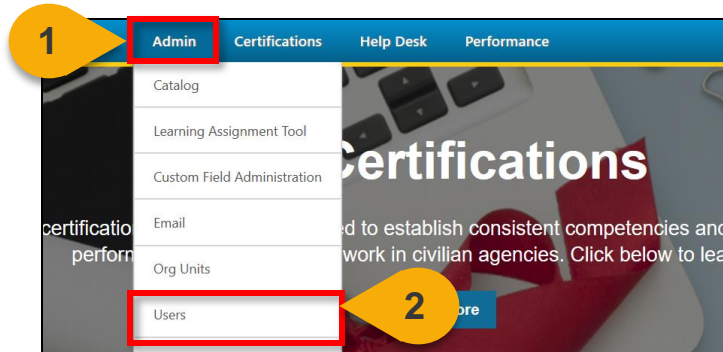 1
Admin Certifications Help Desk Performance
Catalog
Learning Assignment Tool
Custom Field Administration
Email
Org Units
Users
2
ertifications
certificatio d to establish consistent competencies and
perform work in civilian agencies. Click below to lea
ore